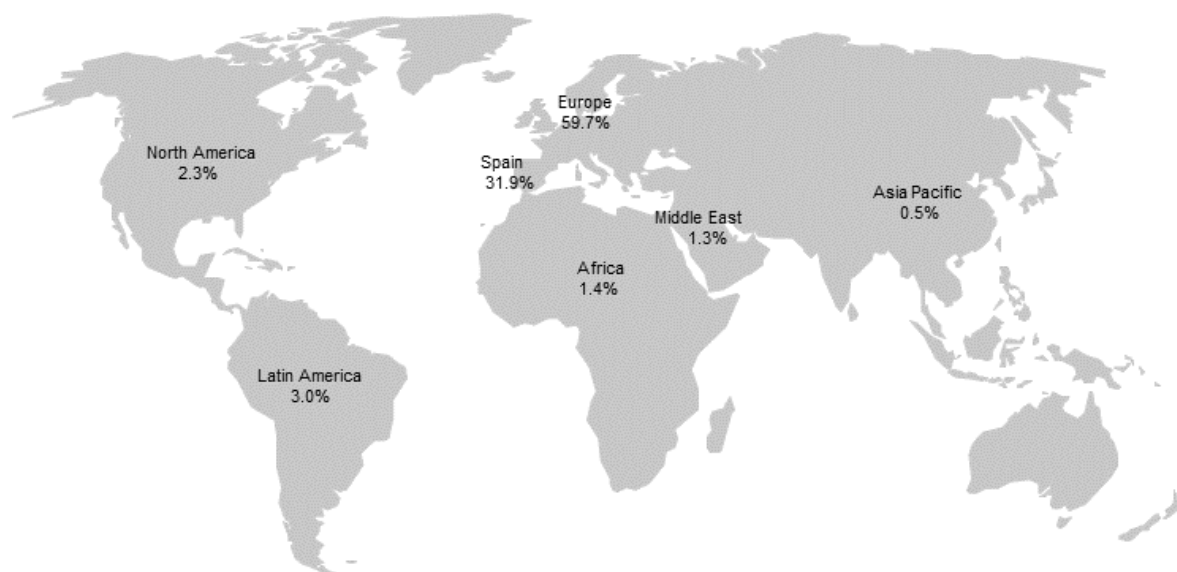 Europe
59.7%
North America
2.3%
Spain
31.9%
Asia Pacific
0.5%
Middle East
1.3%
Africa
1.4%
Latin America
3.0%